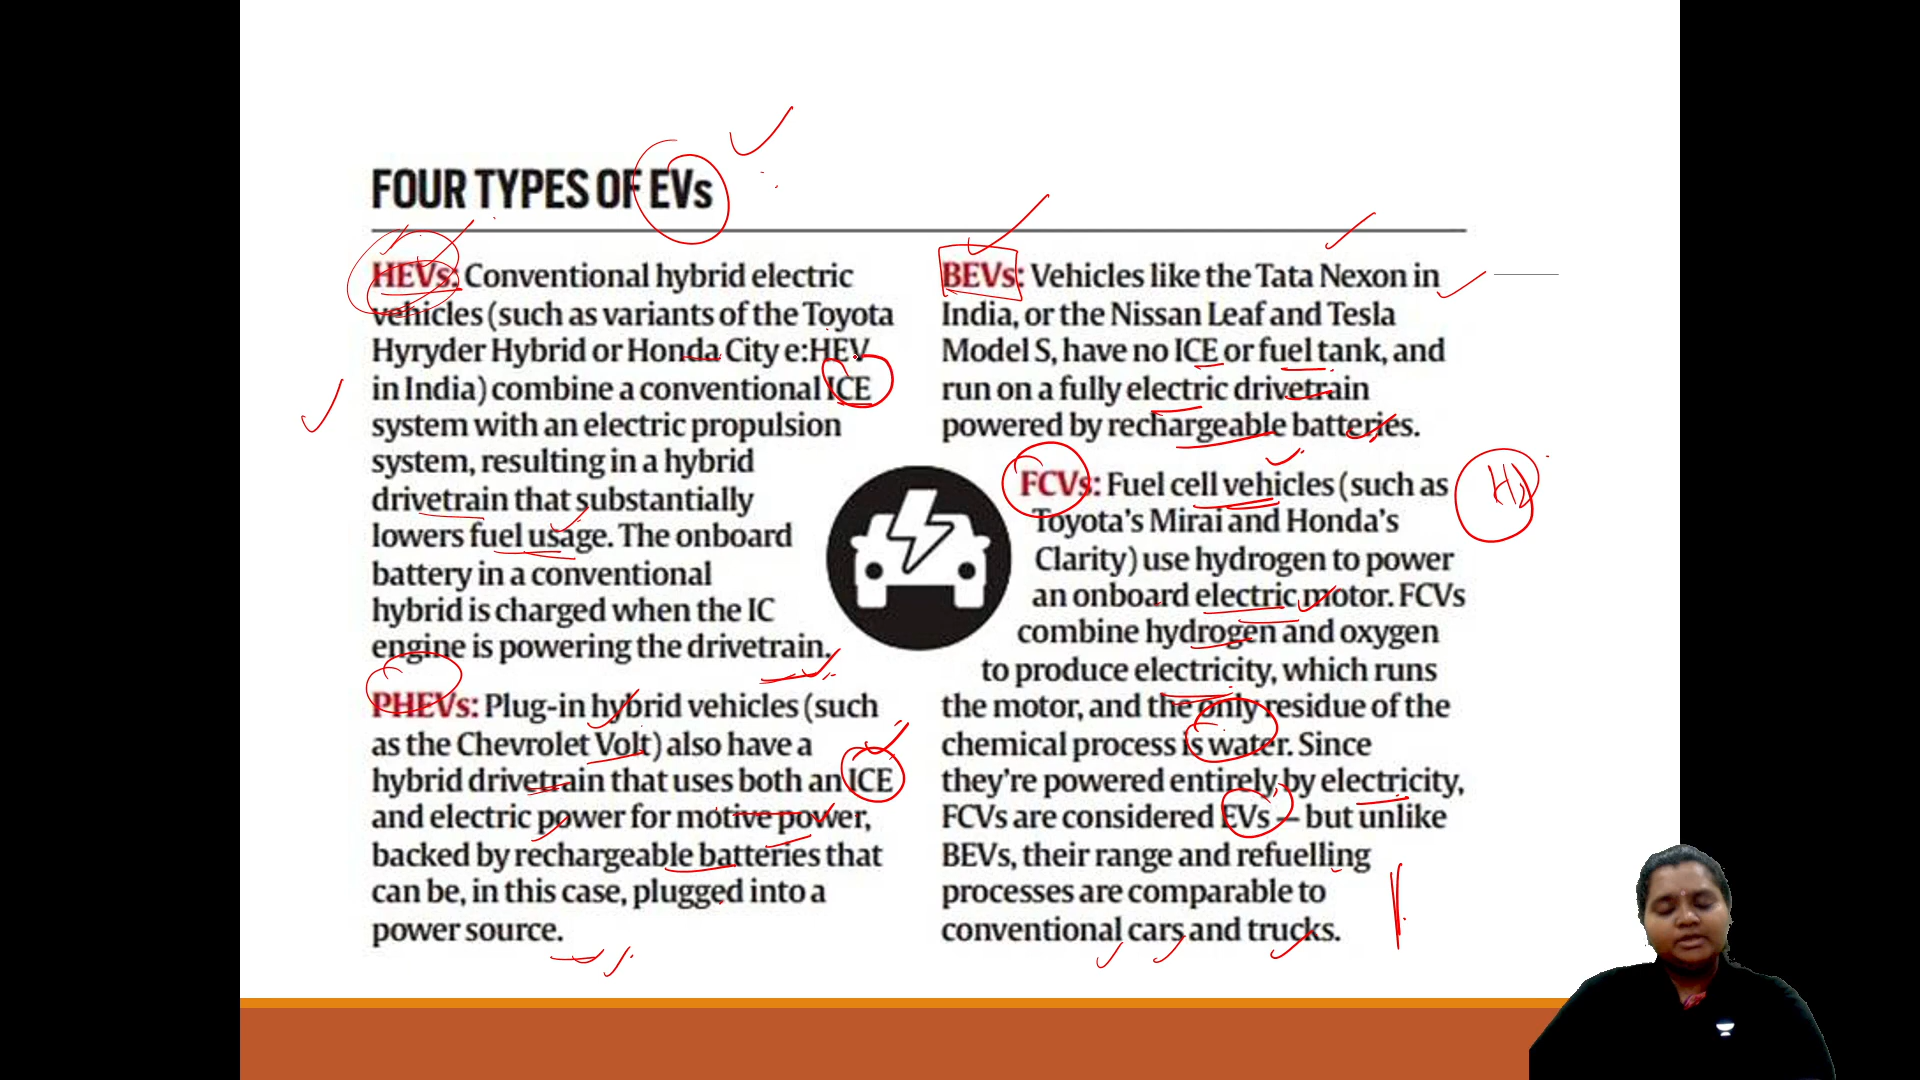 FOUR TYPES OF EVs
HEVs: Conventional hybrid electric
vehicles (such as variants of the Toyota
Hyryder Hybrid or Honda City e:HEV
in India) combine a conventional ICE
system with an electric propulsion
system, resulting in a hybrid
drivetrain that substantially
lowers fuel usage. The onboard
battery in a conventional
hybrid is charged when the IC
engine is powering the drivetrain.
PHEVs: Plug-in hybrid vehicles (such
as the Chevrolet Volt) also have a
hybrid drivetrain that uses both an ICE
and electric power for motive power,
backed by rechargeable batteries that
can be, in this case, plugged into a
power source.
BEVs: Vehicles like the Tata Nexon in
India, or the Nissan Leaf and Tesla
Model S, have no ICE or fuel tank, and
run on a fully electric drivetrain
powered by rechargeable batteries.
FCVs: Fuel cell vehicles (such as
Toyota's Mirai and Honda's
Clarity) use hydrogen to power
an onboard electric motor. FCVs
combine hydrogen and oxygen
to produce electricity, which runs
the motor, and the only residue of the
chemical process is water. Since
they're powered entirely by electricity,
FCVs are considered EVs – but unlike
BEVs, their range and refuelling
processes are comparable to
conventional cars and trucks.
H2